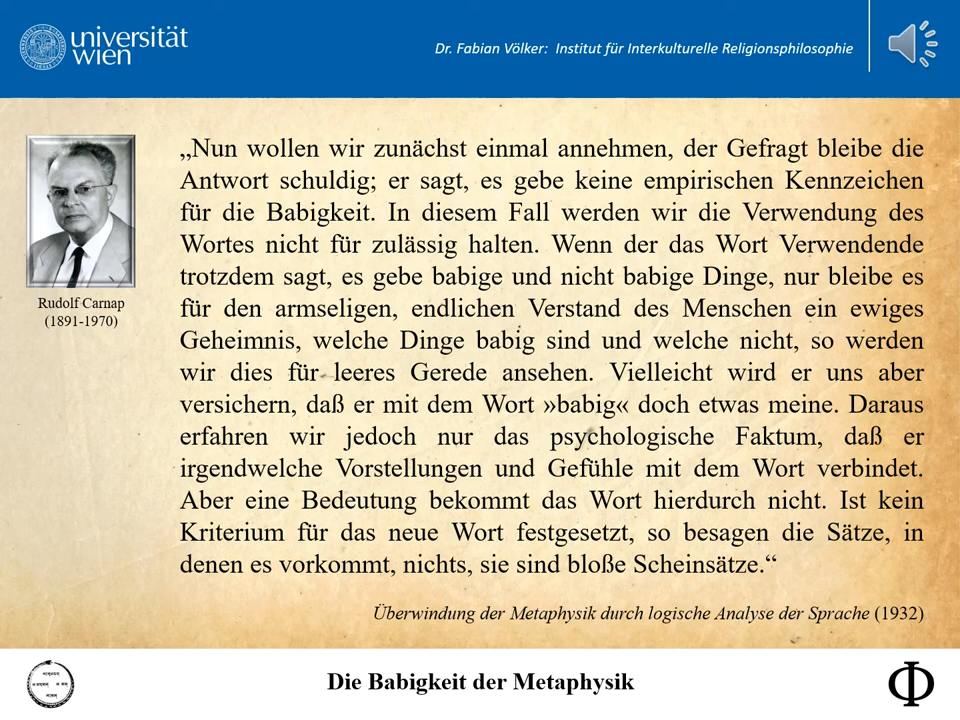 universität
wien
Dr. Fabian Völker: Institut für Interkulturelle Religionsphilosophie
„Nun wollen wir zunächst einmal annehmen, der Gefragt bleibe die
Antwort schuldig; er sagt, es gebe keine empirischen Kennzeichen
für die Babigkeit. In diesem Fall werden wir die Verwendung des
Wortes nicht für zulässig halten. Wenn der das Wort Verwendende
trotzdem sagt, es gebe babige und nicht babige Dinge, nur bleibe es
für den armseligen, endlichen Verstand des Menschen ein ewiges
Geheimnis, welche Dinge babig sind und welche nicht, so werden
wir dies für leeres Gerede ansehen. Vielleicht wird er uns aber
versichern, daß er mit dem Wort »babig« doch etwas meine. Daraus
erfahren wir jedoch nur das psychologische Faktum, daß er
irgendwelche Vorstellungen und Gefühle mit dem Wort verbindet.
Aber eine Bedeutung bekommt das Wort hierdurch nicht. Ist kein
Kriterium für das neue Wort festgesetzt, so besagen die Sätze, in
denen es vorkommt, nichts, sie sind bloße Scheinsätze.“
Rudolf Carnap
(1891-1970)
Überwindung der Metaphysik durch logische Analyse der Sprache (1932)
Die Babigkeit der Metaphysik
Φ